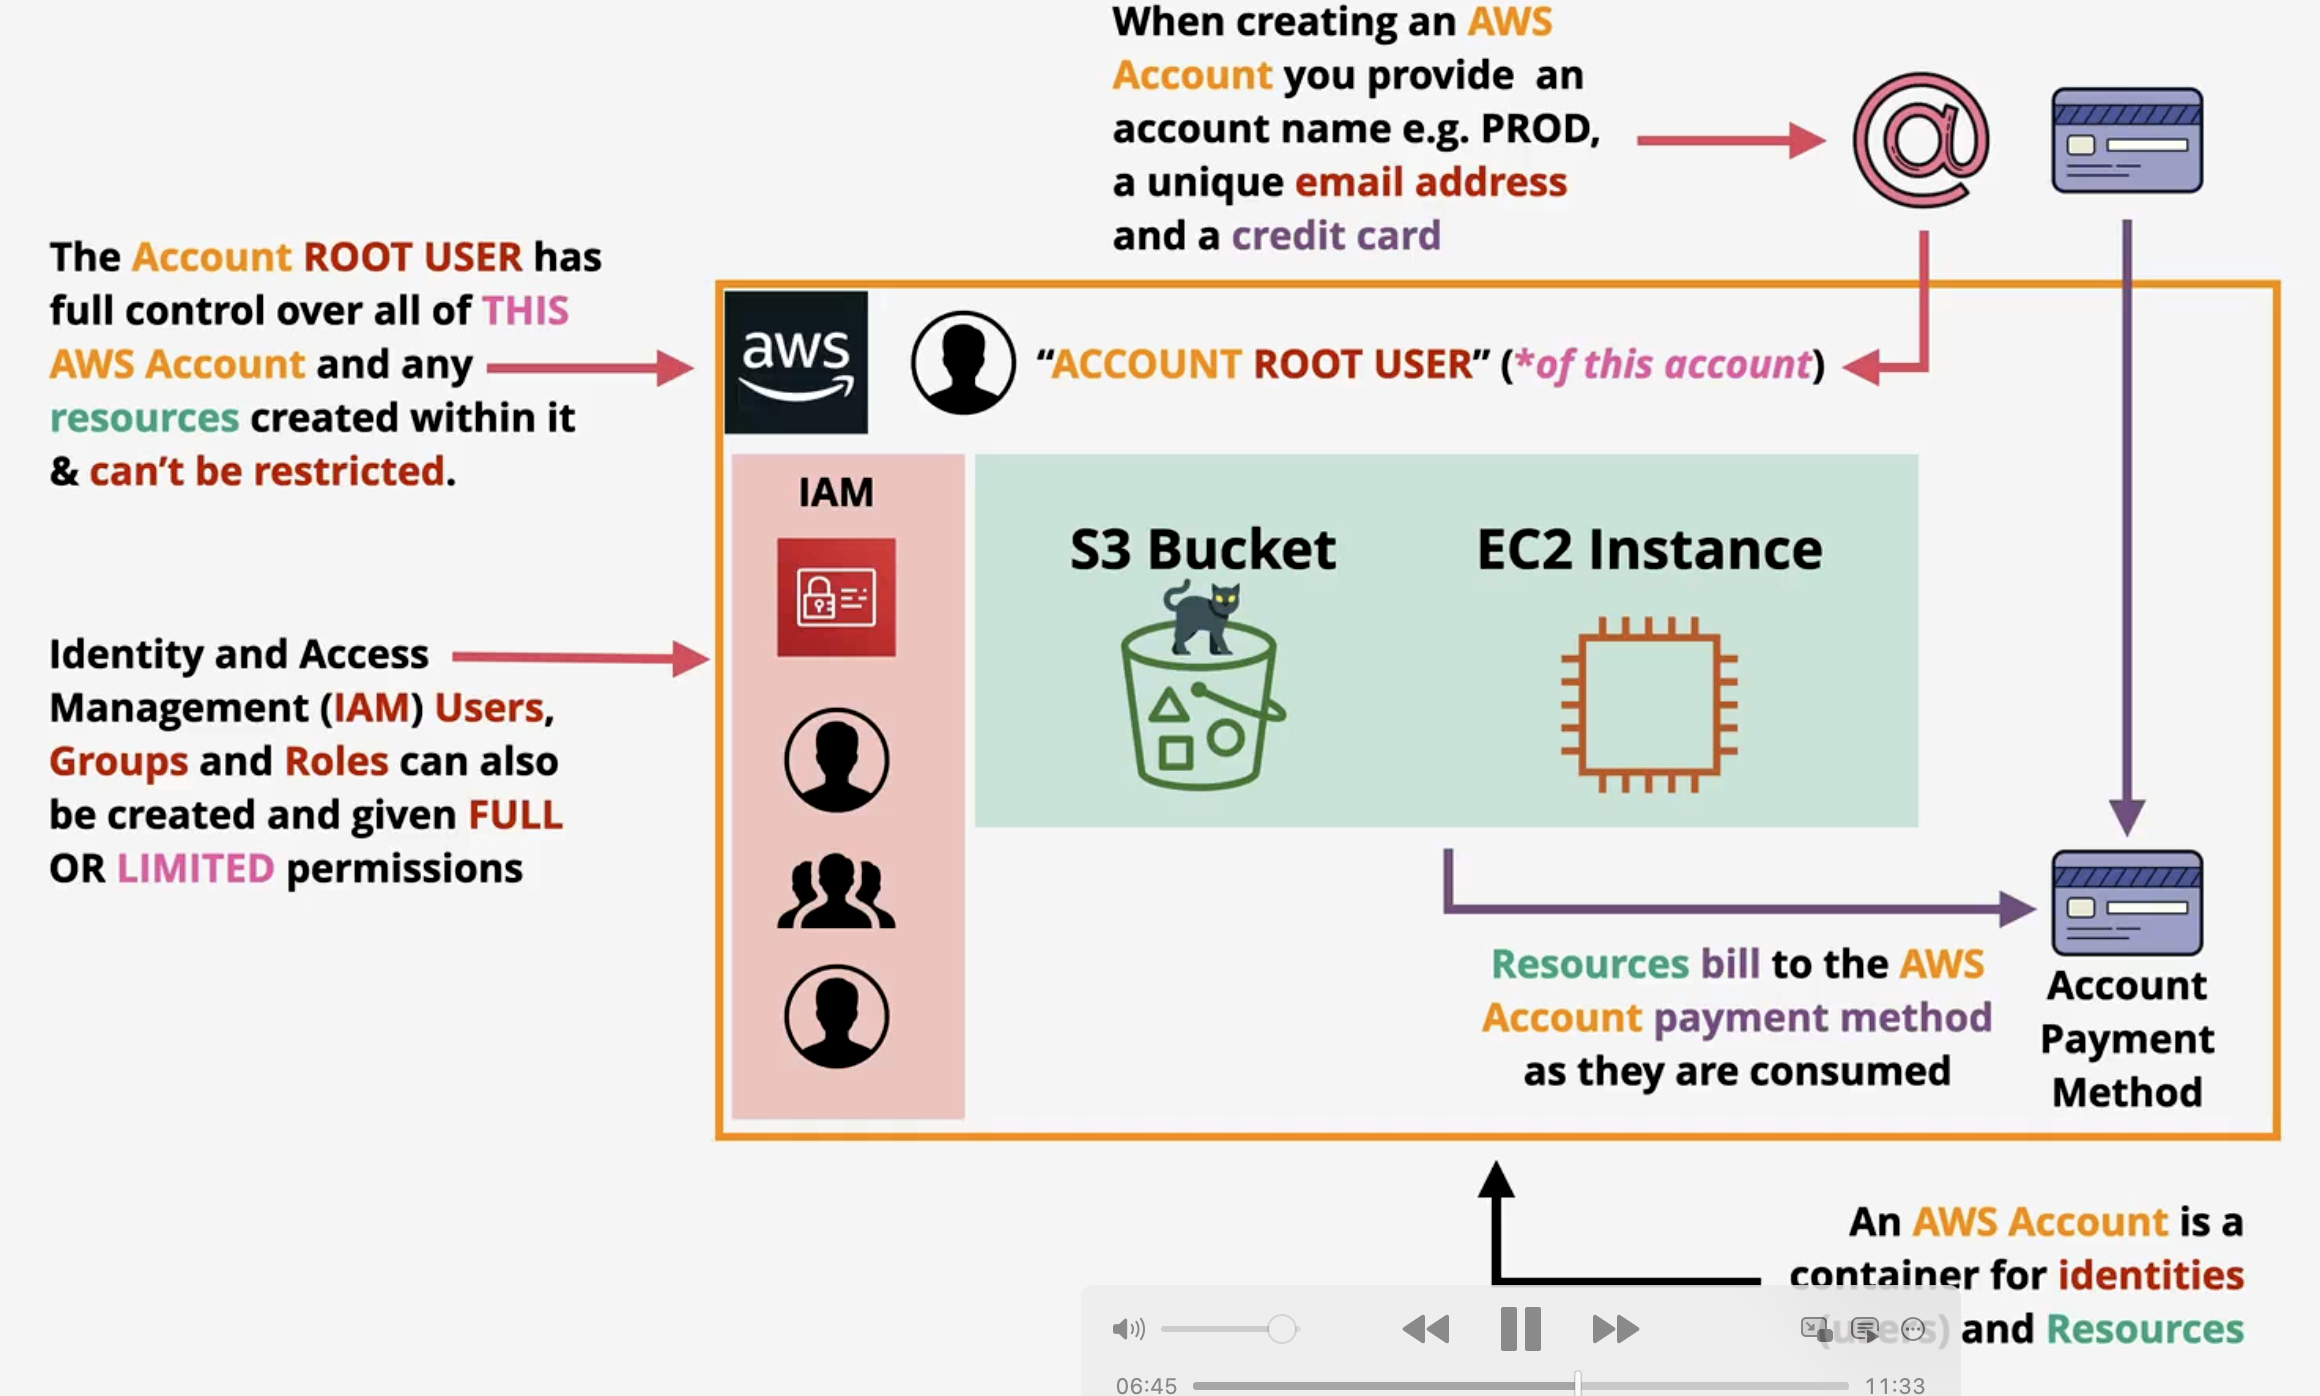 When creating an AWS
Account you provide an
account name e.g. PROD,
a unique email address
and a credit card
The Account ROOT USER has
full control over all of THIS
AWS Account and any
resources created within it
& can’t be restricted.
aws
“ACCOUNT ROOT USER” (*of this account)
IAM
S3 Bucket
EC2 Instance
Identity and Access
Management (IAM) Users,
Groups and Roles can also
be created and given FULL
OR LIMITED permissions
Resources bill to the AWS
Account payment method
as they are consumed
Account
Payment
Method
An AWS Account is a
container for identities
(users) and Resources
06:45
11:33